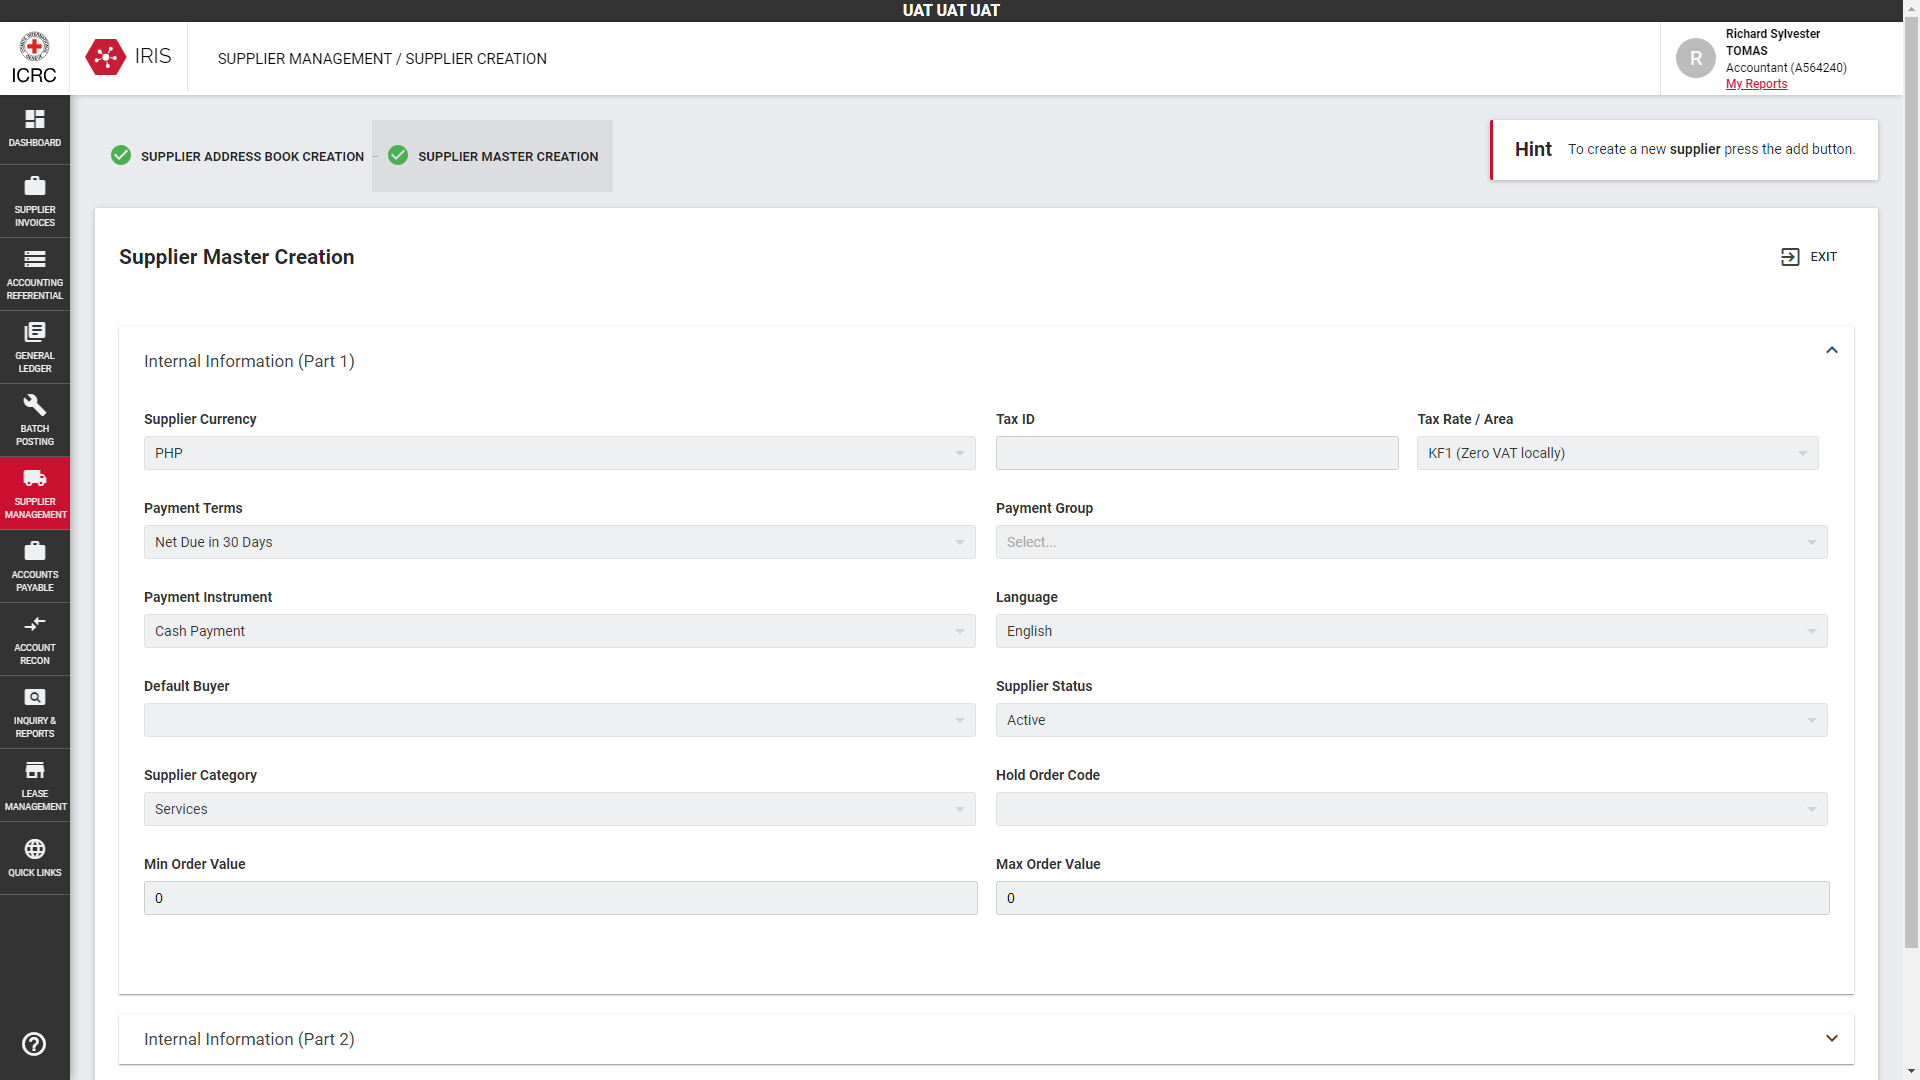 UAT UAT UAT
ICRC
IRIS
SUPPLIER MANAGEMENT / SUPPLIER CREATION
R
Richard Sylvester
TOMAS
Accountant (A564240)
My Reports
DASHBOARD
SUPPLIER
INVOICES
ACCOUNTING
REFERENTIAL
GENERAL
LEDGER
BATCH
POSTING
SUPPLIER
MANAGEMENT
ACCOUNTS
PAYABLE
ACCOUNT
RECON
INQUIRY &
REPORTS
LEASE
MANAGEMENT
QUICK LINKS
SUPPLIER ADDRESS BOOK CREATION
SUPPLIER MASTER CREATION
Hint To create a new supplier press the add button.
Supplier Master Creation
EXIT
Internal Information (Part 1)
Supplier Currency
PHP
Tax ID
Tax Rate / Area
KF1 (Zero VAT locally)
Payment Terms
Net Due in 30 Days
Payment Group
Select...
Payment Instrument
Cash Payment
Language
English
Default Buyer
Supplier Status
Active
Supplier Category
Services
Hold Order Code
Min Order Value
0
Max Order Value
0
Internal Information (Part 2)